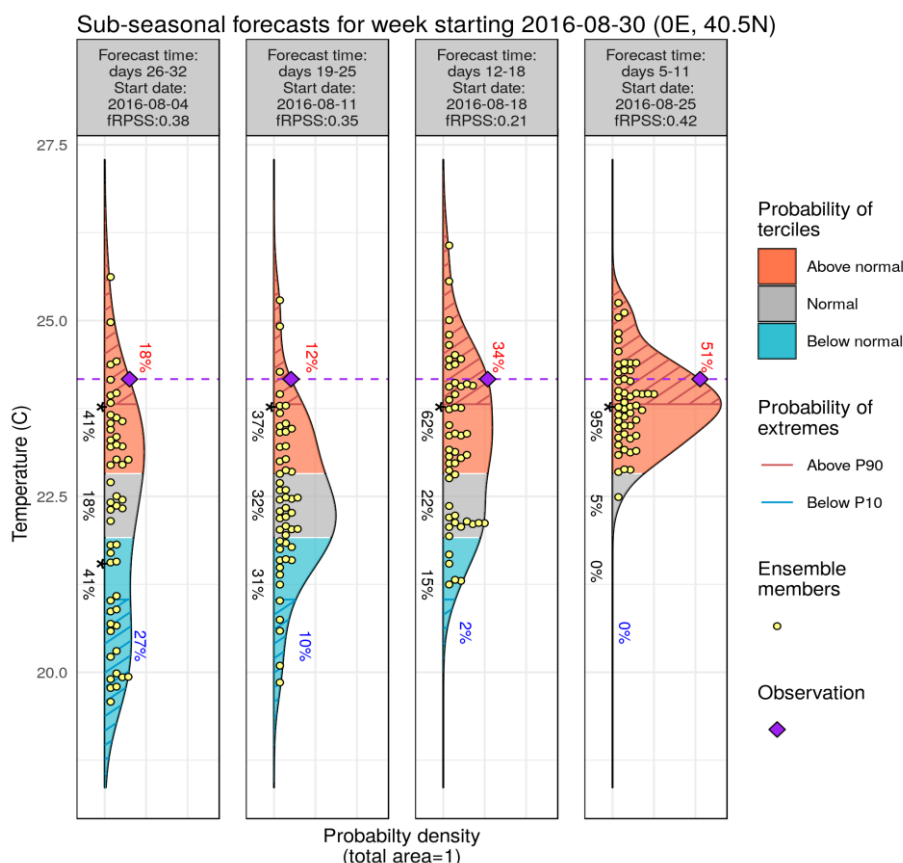 Sub-seasonal forecasts for week starting 2016-08-30 (0E, 40.5N)
Forecast time:
days 26-32
Start date:
2016-08-04
fRPSS:0.38
Forecast time:
days 19-25
Start date:
2016-08-11
fRPSS:0.35
Forecast time:
days 12-18
Start date:
2016-08-18
fRPSS:0.21
Forecast time:
days 5-11
Start date:
2016-08-25
fRPSS:0.42
Temperature (C)
27.5
25.0
22.5
20.0
18%
*
41%
18%
*
41%
27%
12%
*
37%
32%
31%
10%
34%
*
62%
22%
15%
2%
51%
*
95%
5%
0%
0%
Probabilty density
(total area=1)
Probability of
terciles
Above normal
Normal
Below normal
Probability of
extremes
Above P90
Below P10
Ensemble
members
Observation